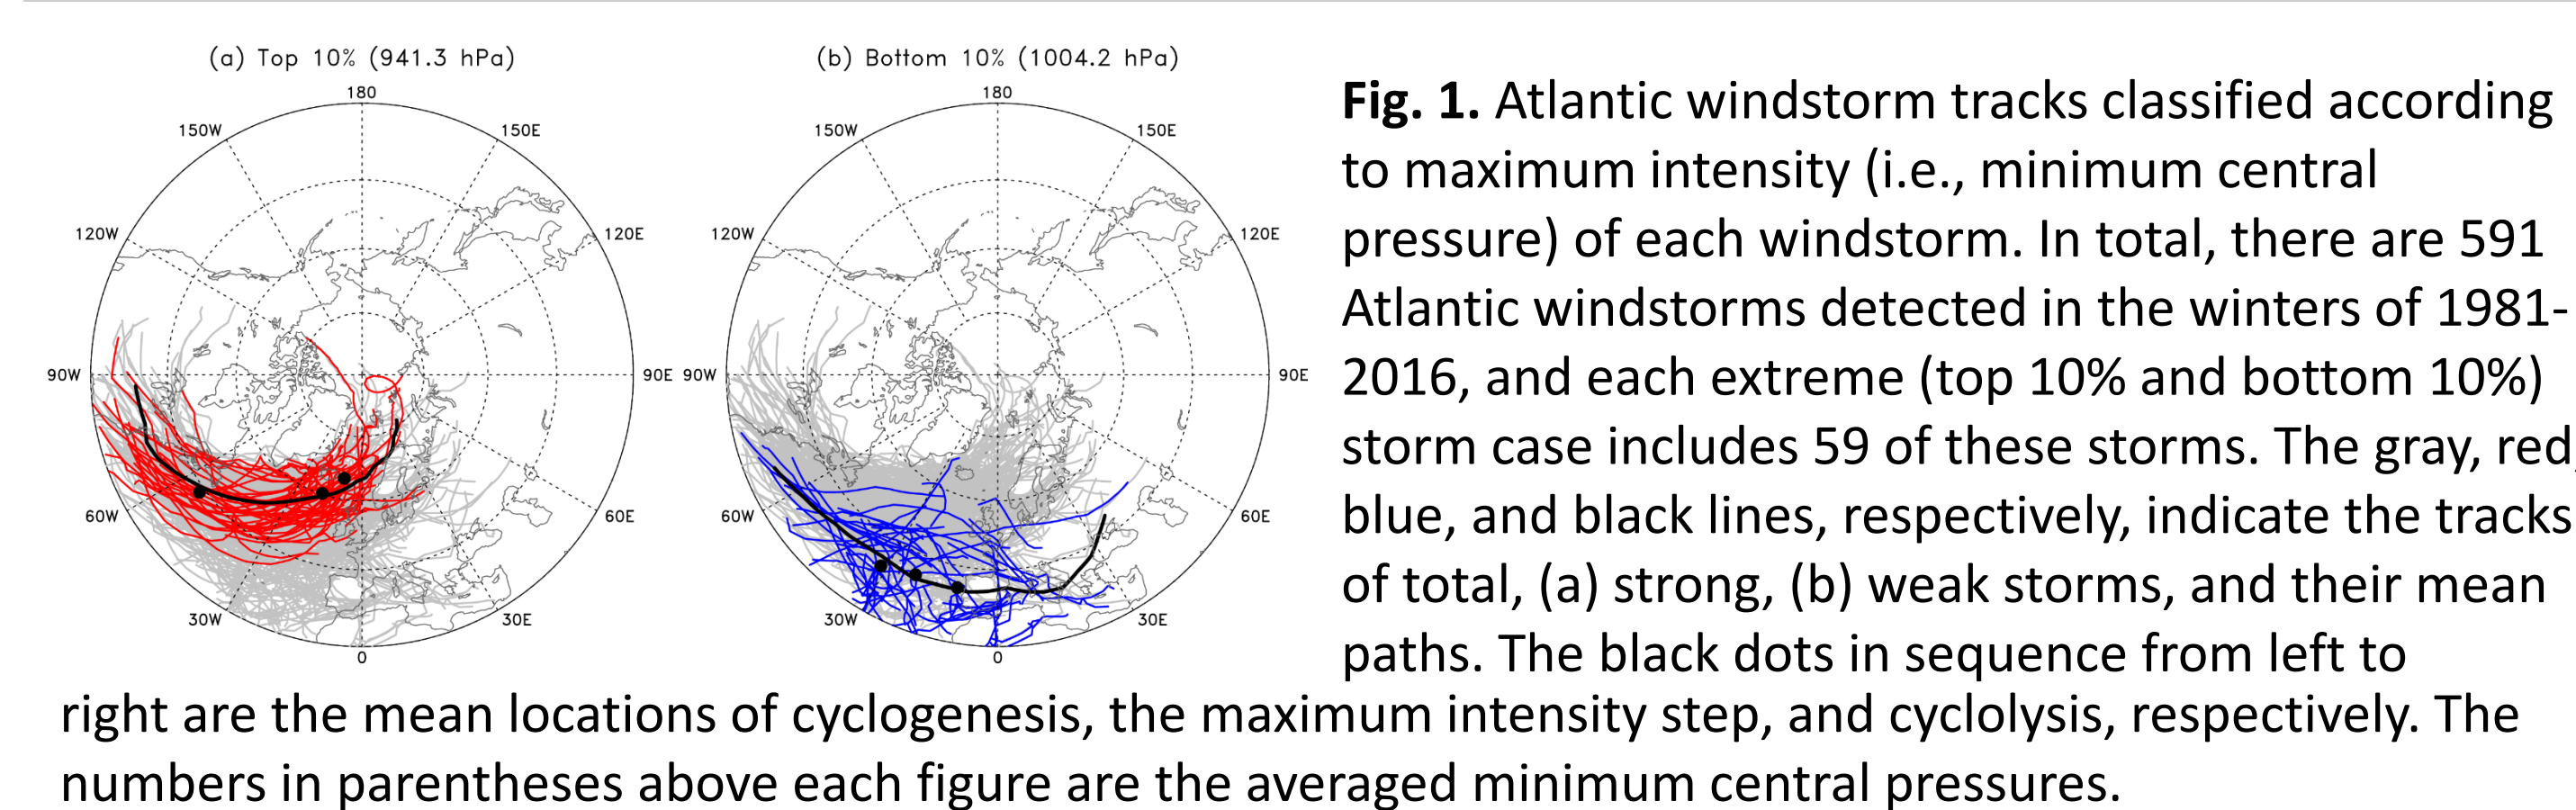 (a) Top 10% (941.3 hPa)
180
150W
150E
120W
120E
90W
90E
60W
60E
30W
30E
0
(b) Bottom 10% (1004.2 hPa)
180
150W
150E
120W
120E
90W
90E
60W
60E
30W
30E
0
Fig. 1. Atlantic windstorm tracks classified according
to maximum intensity (i.e., minimum central
pressure) of each windstorm. In total, there are 591
Atlantic windstorms detected in the winters of 1981-
2016, and each extreme (top 10% and bottom 10%)
storm case includes 59 of these storms. The gray, red,
blue, and black lines, respectively, indicate the tracks
of total, (a) strong, (b) weak storms, and their mean
paths. The black dots in sequence from left to
right are the mean locations of cyclogenesis, the maximum intensity step, and cyclolysis, respectively. The
numbers in parentheses above each figure are the averaged minimum central pressures.